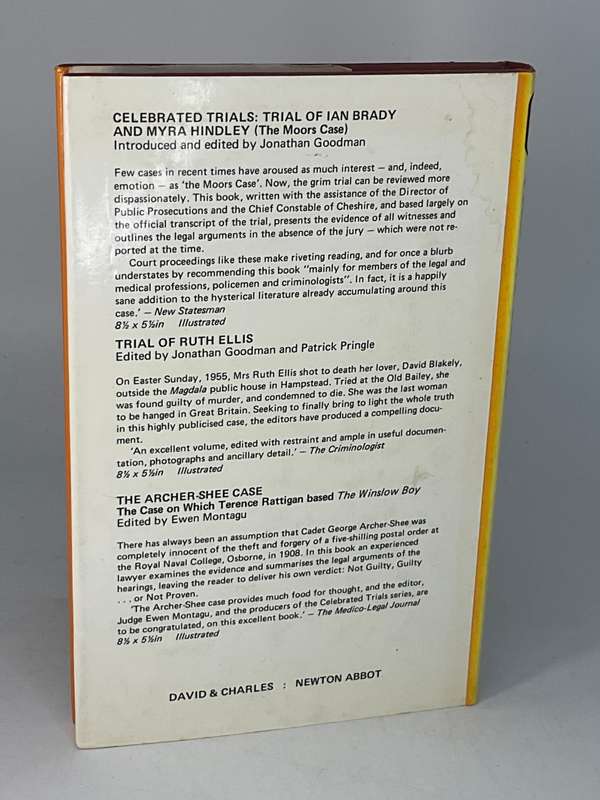 CELEBRATED TRIALS: TRIAL OF IAN BRADY
AND MYRA HINDLEY (The Moors Case)
Introduced and edited by Jonathan Goodman
Few cases in recent times have aroused as much interest — and, indeed,
emotion — as 'the Moors Case'. Now, the grim trial can be reviewed more
dispassionately. This book, written with the assistance of the Director of
Public Prosecutions and the Chief Constable of Cheshire, and based largely on
the official transcript of the trial, presents the evidence of all witnesses and
outlines the legal arguments in the absence of the jury — which were not re-
ported at the time.
Court proceedings like these make riveting reading, and for once a blurb
understates by recommending this book "mainly for members of the legal and
medical professions, policemen and criminologists". In fact, it is a happily
sane addition to the hysterical literature already accumulating around this
case.' — New Statesman
8½ x 5½in Illustrated
TRIAL OF RUTH ELLIS
Edited by Jonathan Goodman and Patrick Pringle
On Easter Sunday, 1955, Mrs Ruth Ellis shot to death her lover, David Blakely,
outside the Magdala public house in Hampstead. Tried at the Old Bailey, she
was found guilty of murder, and condemned to die. She was the last woman
to be hanged in Great Britain. Seeking to finally bring to light the whole truth
in this highly publicised case, the editors have produced a compelling docu-
ment.
'An excellent volume, edited with restraint and ample in useful documen-
tation, photographs and ancillary detail.' — The Criminologist
8½ x 5½in Illustrated
THE ARCHER-SHEE CASE
The Case on Which Terence Rattigan based The Winslow Boy
Edited by Ewen Montagu
There has always been an assumption that Cadet George Archer-Shee was
completely innocent of the theft and forgery of a five-shilling postal order at
the Royal Naval College, Osborne, in 1908. In this book an experienced
lawyer examines the evidence and summarises the legal arguments of the
hearings, leaving the reader to deliver his own verdict: Not Guilty, Guilty
. . . or Not Proven.
'The Archer-Shee case provides much food for thought, and the editor,
Judge Ewen Montagu, and the producers of the Celebrated Trials series, are
to be congratulated, on this excellent book.' — The Medico-Legal Journal
8½ x 5½in Illustrated
DAVID & CHARLES : NEWTON ABBOT